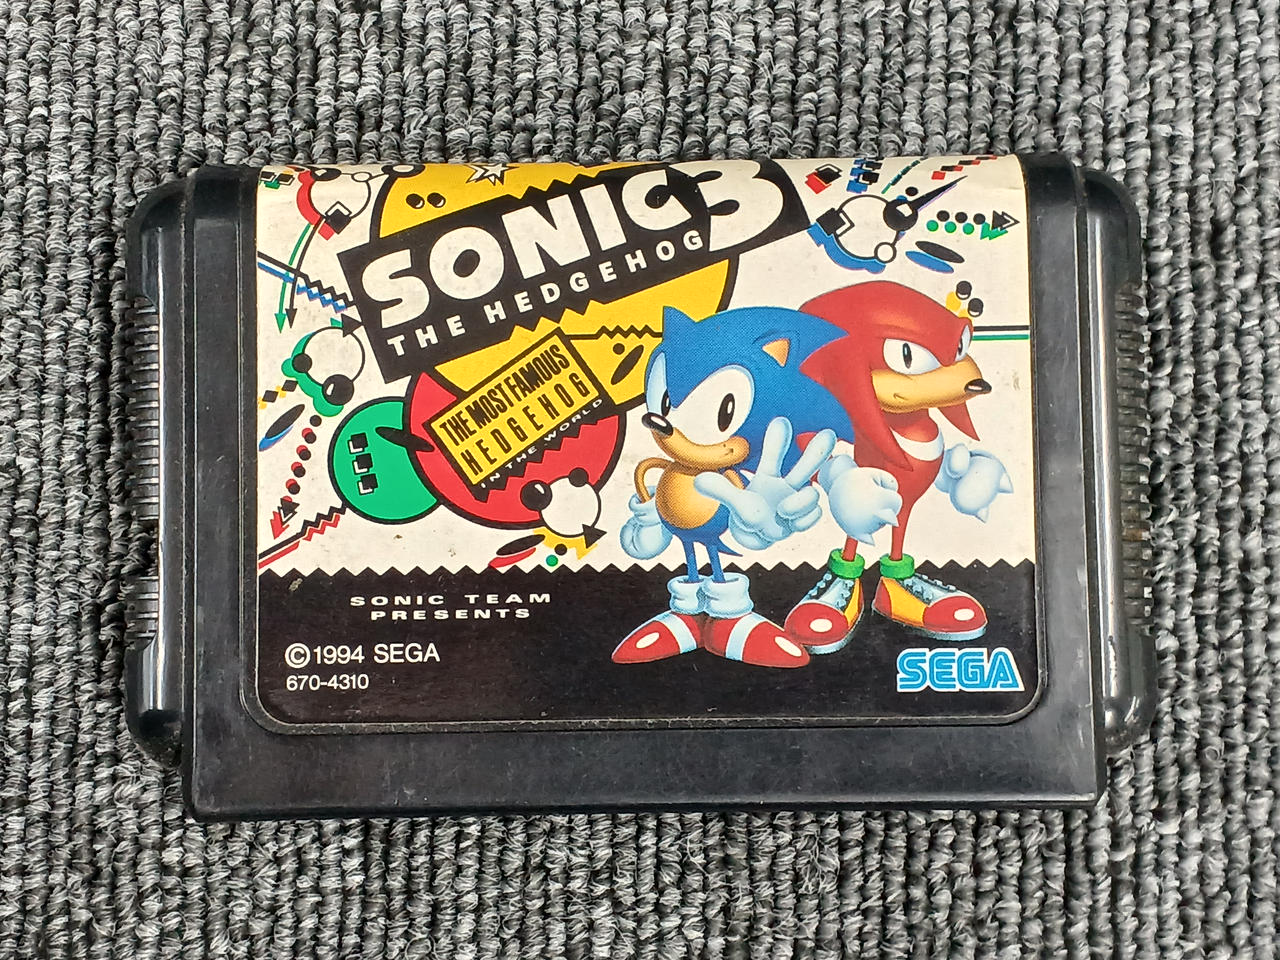 SONIC 3
THE HEDGEHOG
THE MOST FAMOUS
HEDGEHOG
IN THE WORLD
SONIC TEAM
PRESENTS
©1994 SEGA
670-4310
SEGA